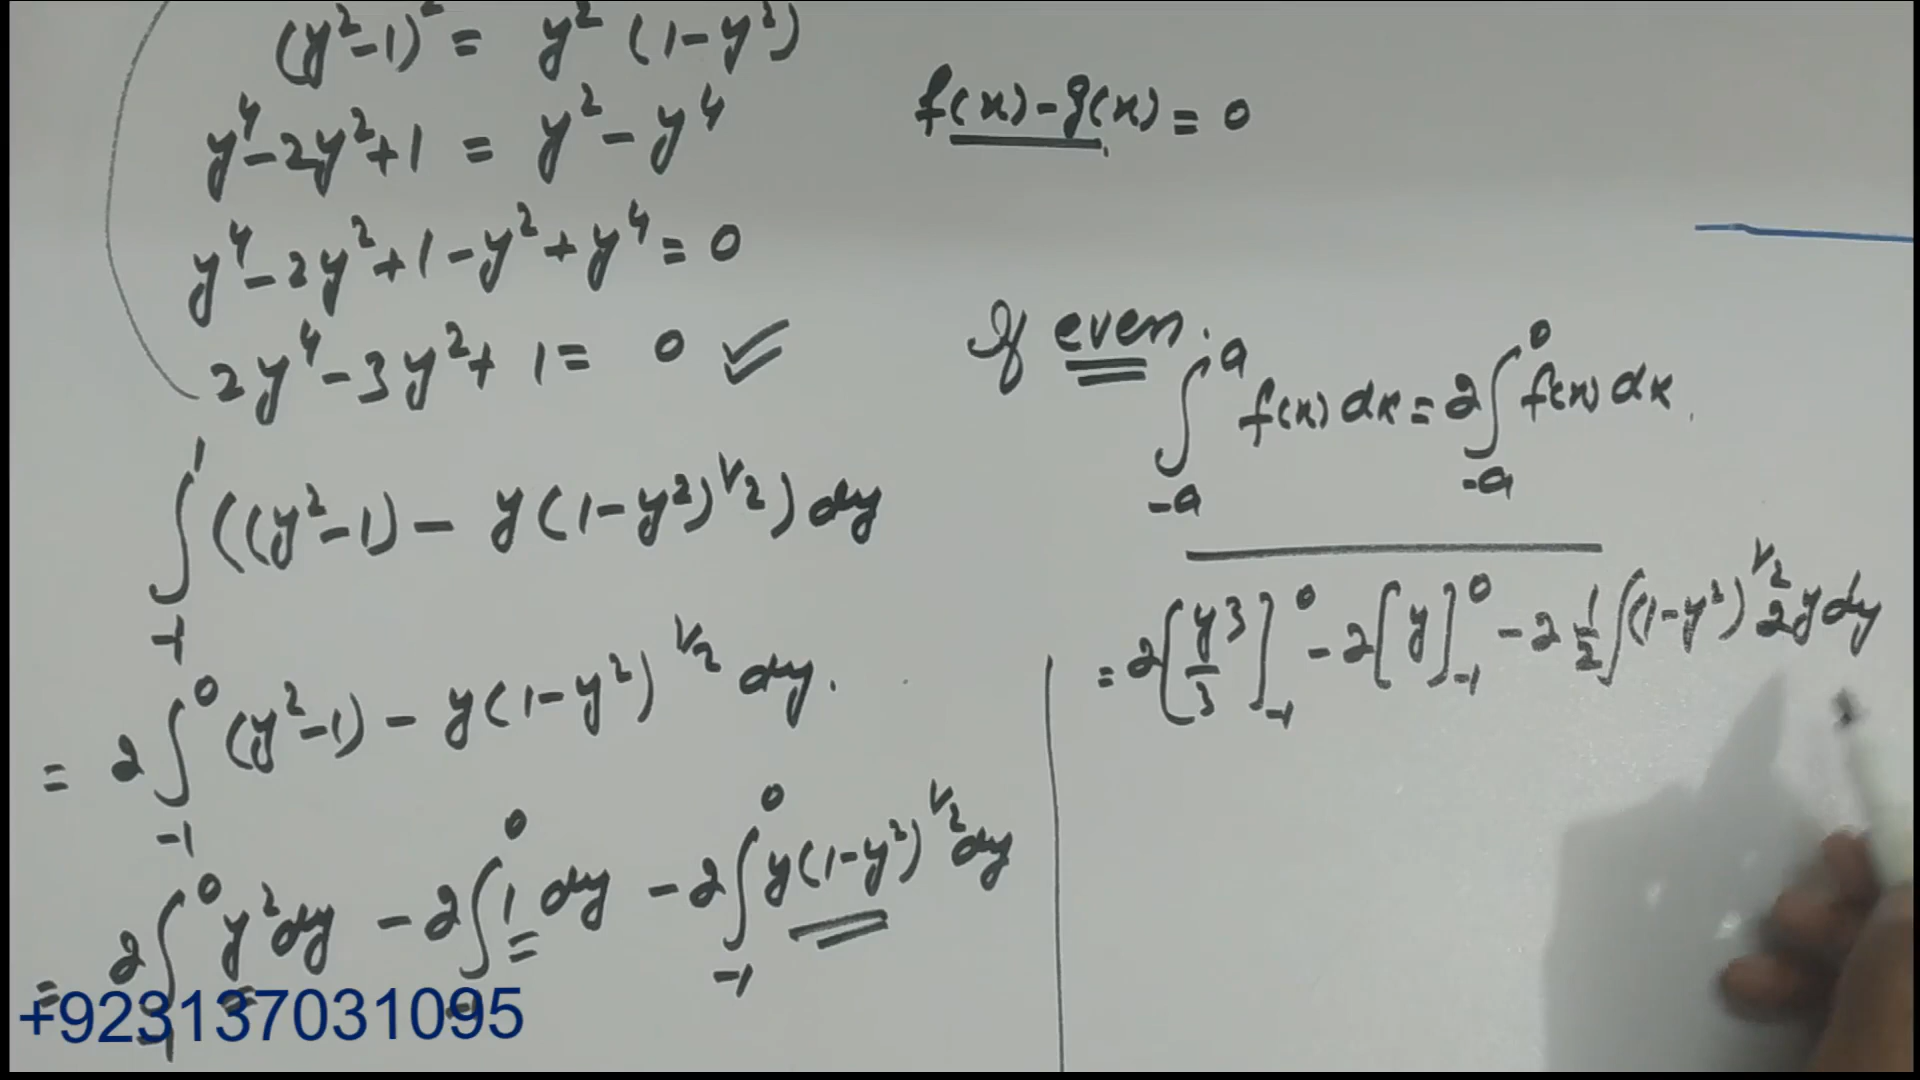 (y²-1)² = y² (1-y²)
y⁴-2y²+1 = y²-y⁴
y⁴-2y²+1-y²+y⁴=0
2y⁴-3y²+1= 0
∫₋₁¹ ((y²-1)- y(1-y²)^1/2) dy
= 2∫₋₁⁰ (y²-1)- y(1-y²)^1/2 dy.
= 2∫₋₁⁰ y²dy -2∫₋₁⁰ 1 dy -2∫₋₁⁰ y(1-y²)^1/2 dy
f(x)-g(x)=0
If even.
∫₋ₐᵃ f(x) dx=2∫₋ₐ⁰ f(x) dx.
= 2[y³/3]₋₁⁰ -2[y]₋₁⁰ -2 1/2 ∫(1-y²)^1/2 2y dy
+923137031095